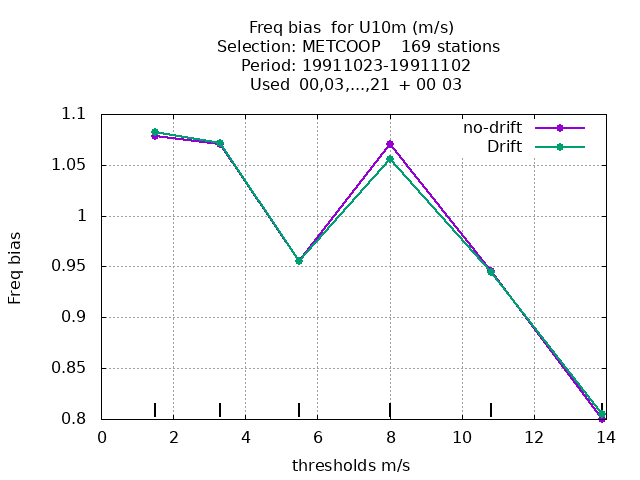 Freq bias  for U10m (m/s)
Selection: METCOOP    169 stations
Period: 19911023-19911102
Used  00,03,...,21  + 00 03
no-drift
Drift
1.1
1.05
1
0.95
0.9
0.85
0.8
Freq bias
0 2 4 6 8 10 12 14
thresholds m/s